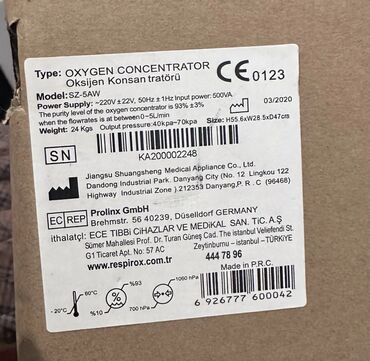 Type: OXYGEN CONCENTRATOR
Oksijen Konsantratörü
Model: SZ-5AW
Power Supply: ~220V ± 22V, 50Hz ± 1Hz Input power: 500VA.
The purity level of the oxygen concentrator is 93% ±3%
when the flowrates is at between 0~5L/min
Weight: 24 Kgs Output pressure: 40kpa~70kpa Size: H55.6xW28.5xD47cm
CE 0123
03/2020
SN
KA200002248
Jiangsu Shuangsheng Medical Appliance Co., Ltd.
Dandong Industrial Park. Danyang City (No. 12 Lingkou 122
Highway Industrial Zone,) 212353 Danyang, P.R. C (96468)
EC REP
Prolinx GmbH
Brehmstr. 56 40239, Düseldorf GERMANY
ithalatçı: ECE TIBBİ CİHAZLAR VE MEDİKAL SAN. TİC A.Ş
Sümer Mahallesi Prof. Dr. Turan Güneş Cad. The Istanbul Veliefendi St.
G1 Ticaret Apt. No: 57 AC Zeytinburnu – istanbul - TÜRKİYE
www.respirox.com.tr
444 78 96
Made in P.R.C.
- 20°C
60°C
%10
%93
700 hPa
1060 hPa
6 926777 600042